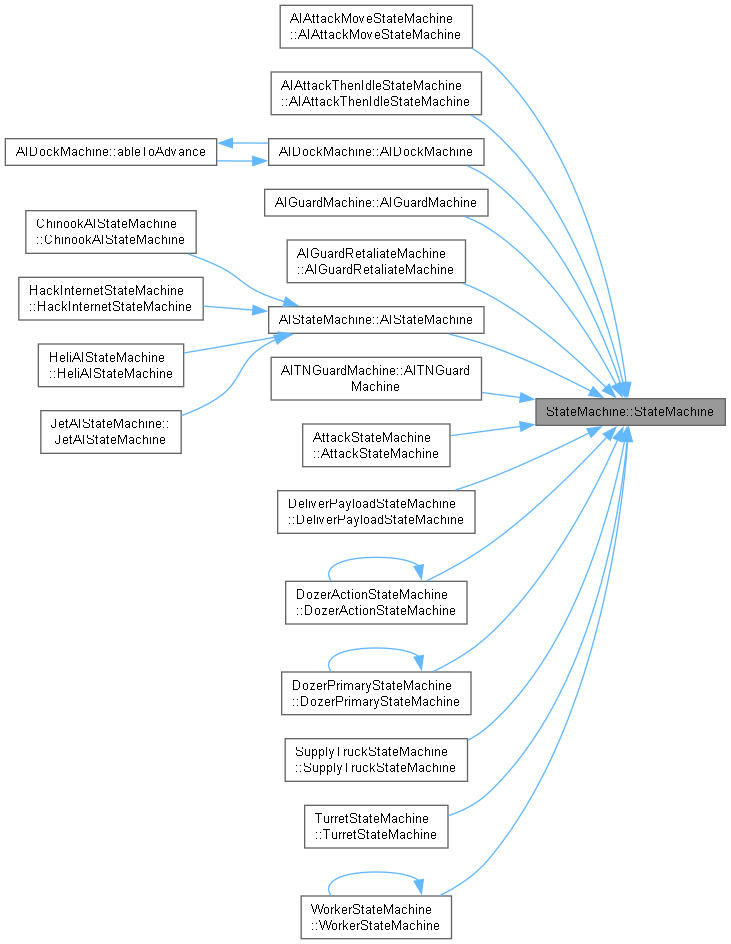 AIAttackMoveStateMachine
::AIAttackMoveStateMachine
AIAttackThenIdleStateMachine
::AIAttackThenIdleStateMachine
AIDockMachine::ableToAdvance
AIDockMachine::AIDockMachine
AIGuardMachine::AIGuardMachine
ChinookAIStateMachine
::ChinookAIStateMachine
AIGuardRetaliateMachine
::AIGuardRetaliateMachine
HackInternetStateMachine
::HackInternetStateMachine
AIStateMachine::AIStateMachine
HeliAIStateMachine
::HeliAIStateMachine
AITNGuardMachine::AITNGuard
Machine
StateMachine::StateMachine
JetAIStateMachine::
JetAIStateMachine
AttackStateMachine
::AttackStateMachine
DeliverPayloadStateMachine
::DeliverPayloadStateMachine
DozerActionStateMachine
::DozerActionStateMachine
DozerPrimaryStateMachine
::DozerPrimaryStateMachine
SupplyTruckStateMachine
::SupplyTruckStateMachine
TurretStateMachine
::TurretStateMachine
WorkerStateMachine
::WorkerStateMachine